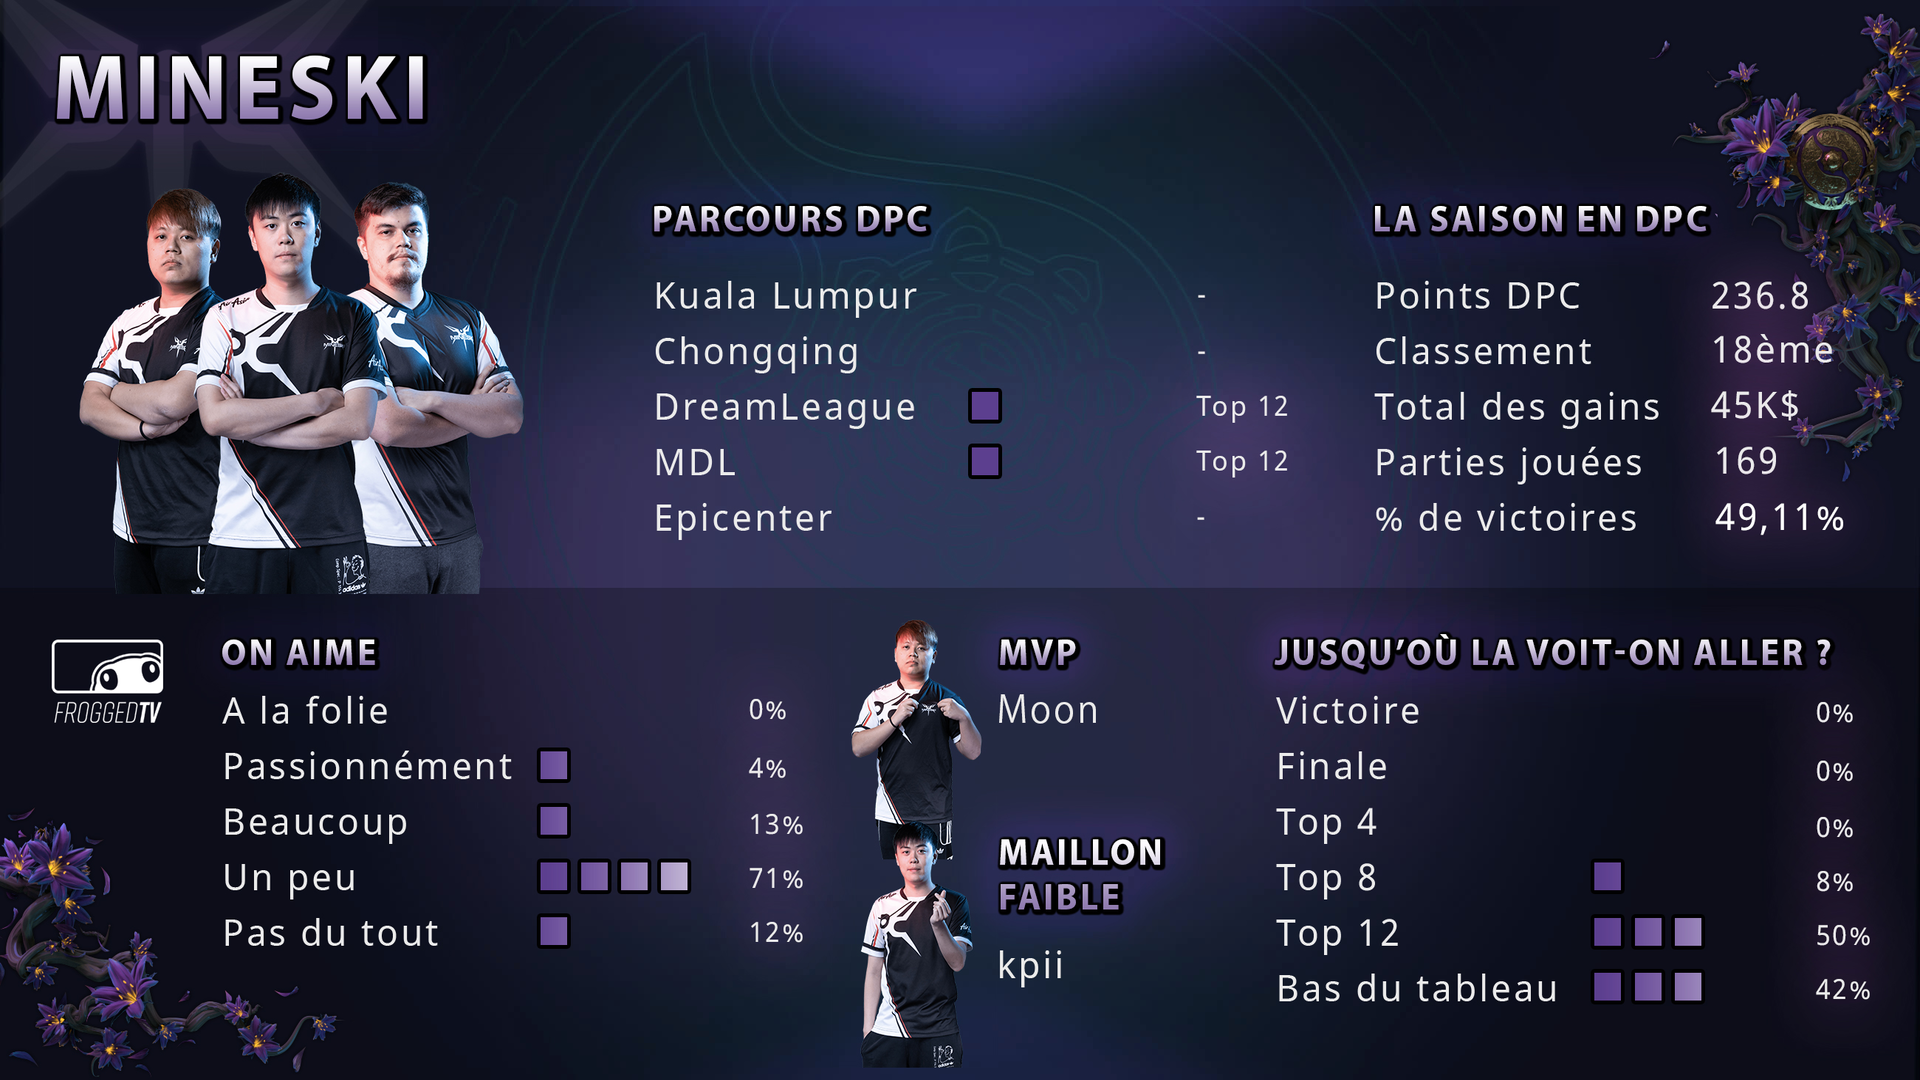 MINESKI
PARCOURS DPC
Kuala Lumpur -
Chongqing -
DreamLeague Top 12
MDL Top 12
Epicenter -
LA SAISON EN DPC
Points DPC 236.8
Classement 18ème
Total des gains 45K$
Parties jouées 169
% de victoires 49,11%
FROGGEDTV
ON AIME
A la folie 0%
Passionnément 4%
Beaucoup 13%
Un peu 71%
Pas du tout 12%
MVP
Moon
MAILLON
FAIBLE
kpii
JUSQU'OÙ LA VOIT-ON ALLER ?
Victoire 0%
Finale 0%
Top 4 0%
Top 8 8%
Top 12 50%
Bas du tableau 42%